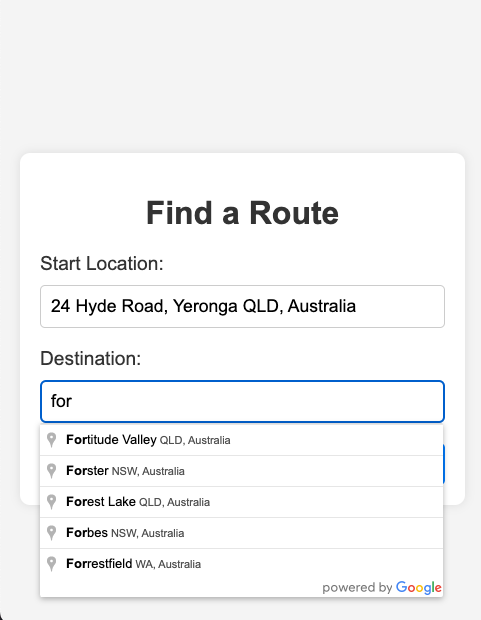 Find a Route
Start Location:
24 Hyde Road, Yeronga QLD, Australia
Destination:
for
Fortitude Valley QLD, Australia
Forster NSW, Australia
Forest Lake QLD, Australia
Forbes NSW, Australia
Forrestfield WA, Australia
powered by Google